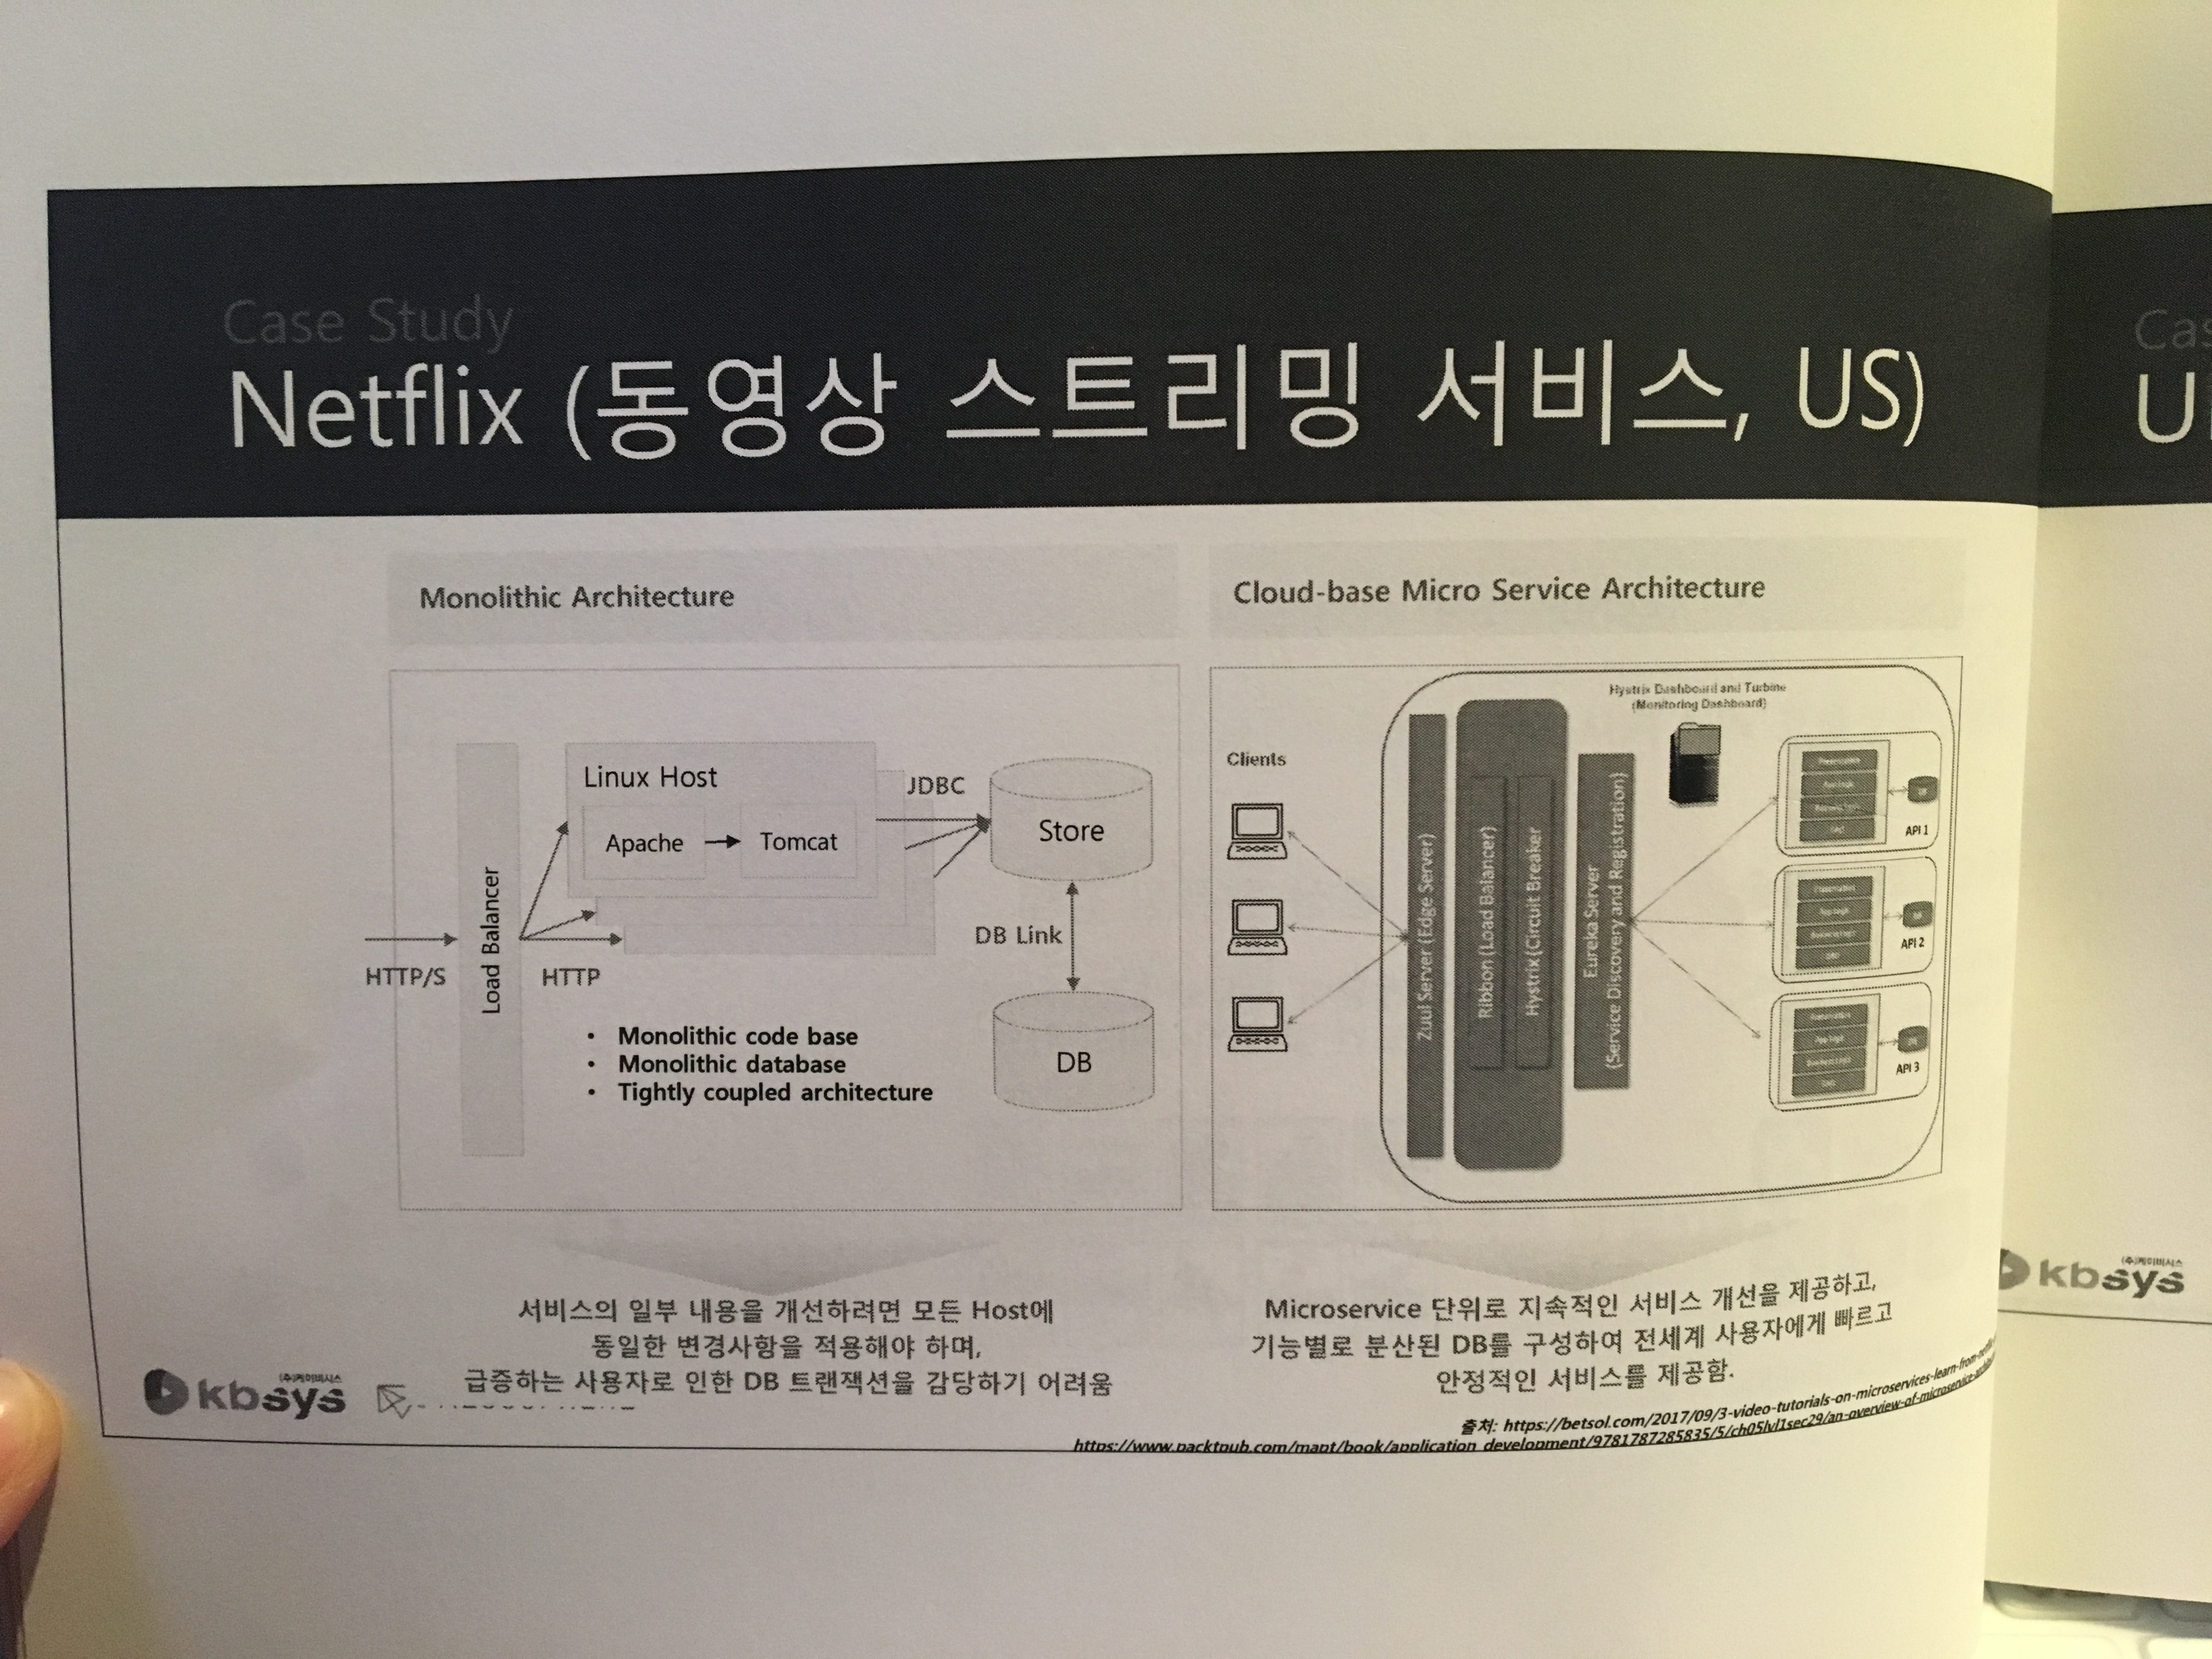 Case Study
Netflix (동영상 스트리밍 서비스, US)
Monolithic Architecture
HTTP/S
Load Balancer
HTTP
Linux Host
Apache
Tomcat
JDBC
Store
DB Link
DB
• Monolithic code base
• Monolithic database
• Tightly coupled architecture
서비스의 일부 내용을 개선하려면 모든 Host에
동일한 변경사항을 적용해야 하며,
급증하는 사용자로 인한 DB 트랜잭션을 감당하기 어려움
Cloud-base Micro Service Architecture
Clients
Zuul Server (Edge Server)
Ribbon (Load Balancer)
Hystrix(Circuit Breaker
Eureka Server
(Service Discovery and Registration)
Hystrix Dashboard and Turbine
(Monitoring Dashboard)
API 1
API 2
API 3
Microservice 단위로 지속적인 서비스 개선을 제공하고,
기능별로 분산된 DB를 구성하여 전세계 사용자에게 빠르고
안정적인 서비스를 제공함.
출처: https://betsol.com/2017/09/3-video-tutorials-on-microservices-learn-from-
https://www.packtpub.com/mapt/book/application_development/9781787285835/5/ch05lvl1sec29/an-overview-of-microservice-
(주)케이비시스
kbsys
Cas
(주)케이비시스
kbsys